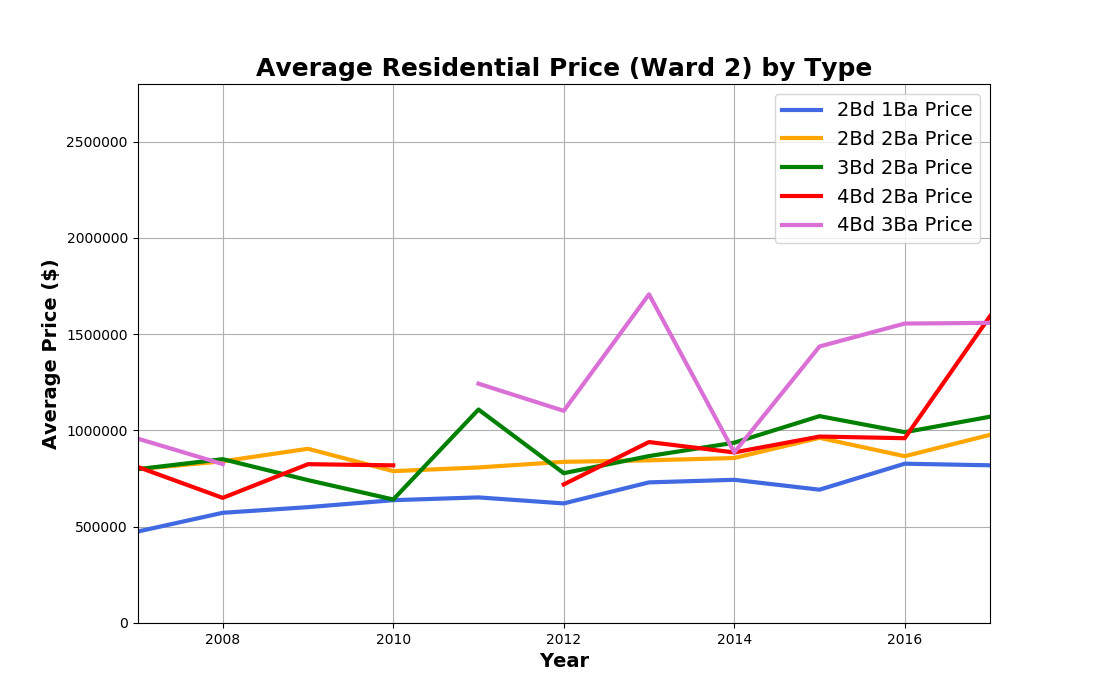 Average Residential Price (Ward 2) by Type
2Bd 1Ba Price
2Bd 2Ba Price
3Bd 2Ba Price
4Bd 2Ba Price
4Bd 3Ba Price
Average Price ($)
2500000
2000000
1500000
1000000
500000
0
2008
2010
2012
2014
2016
Year